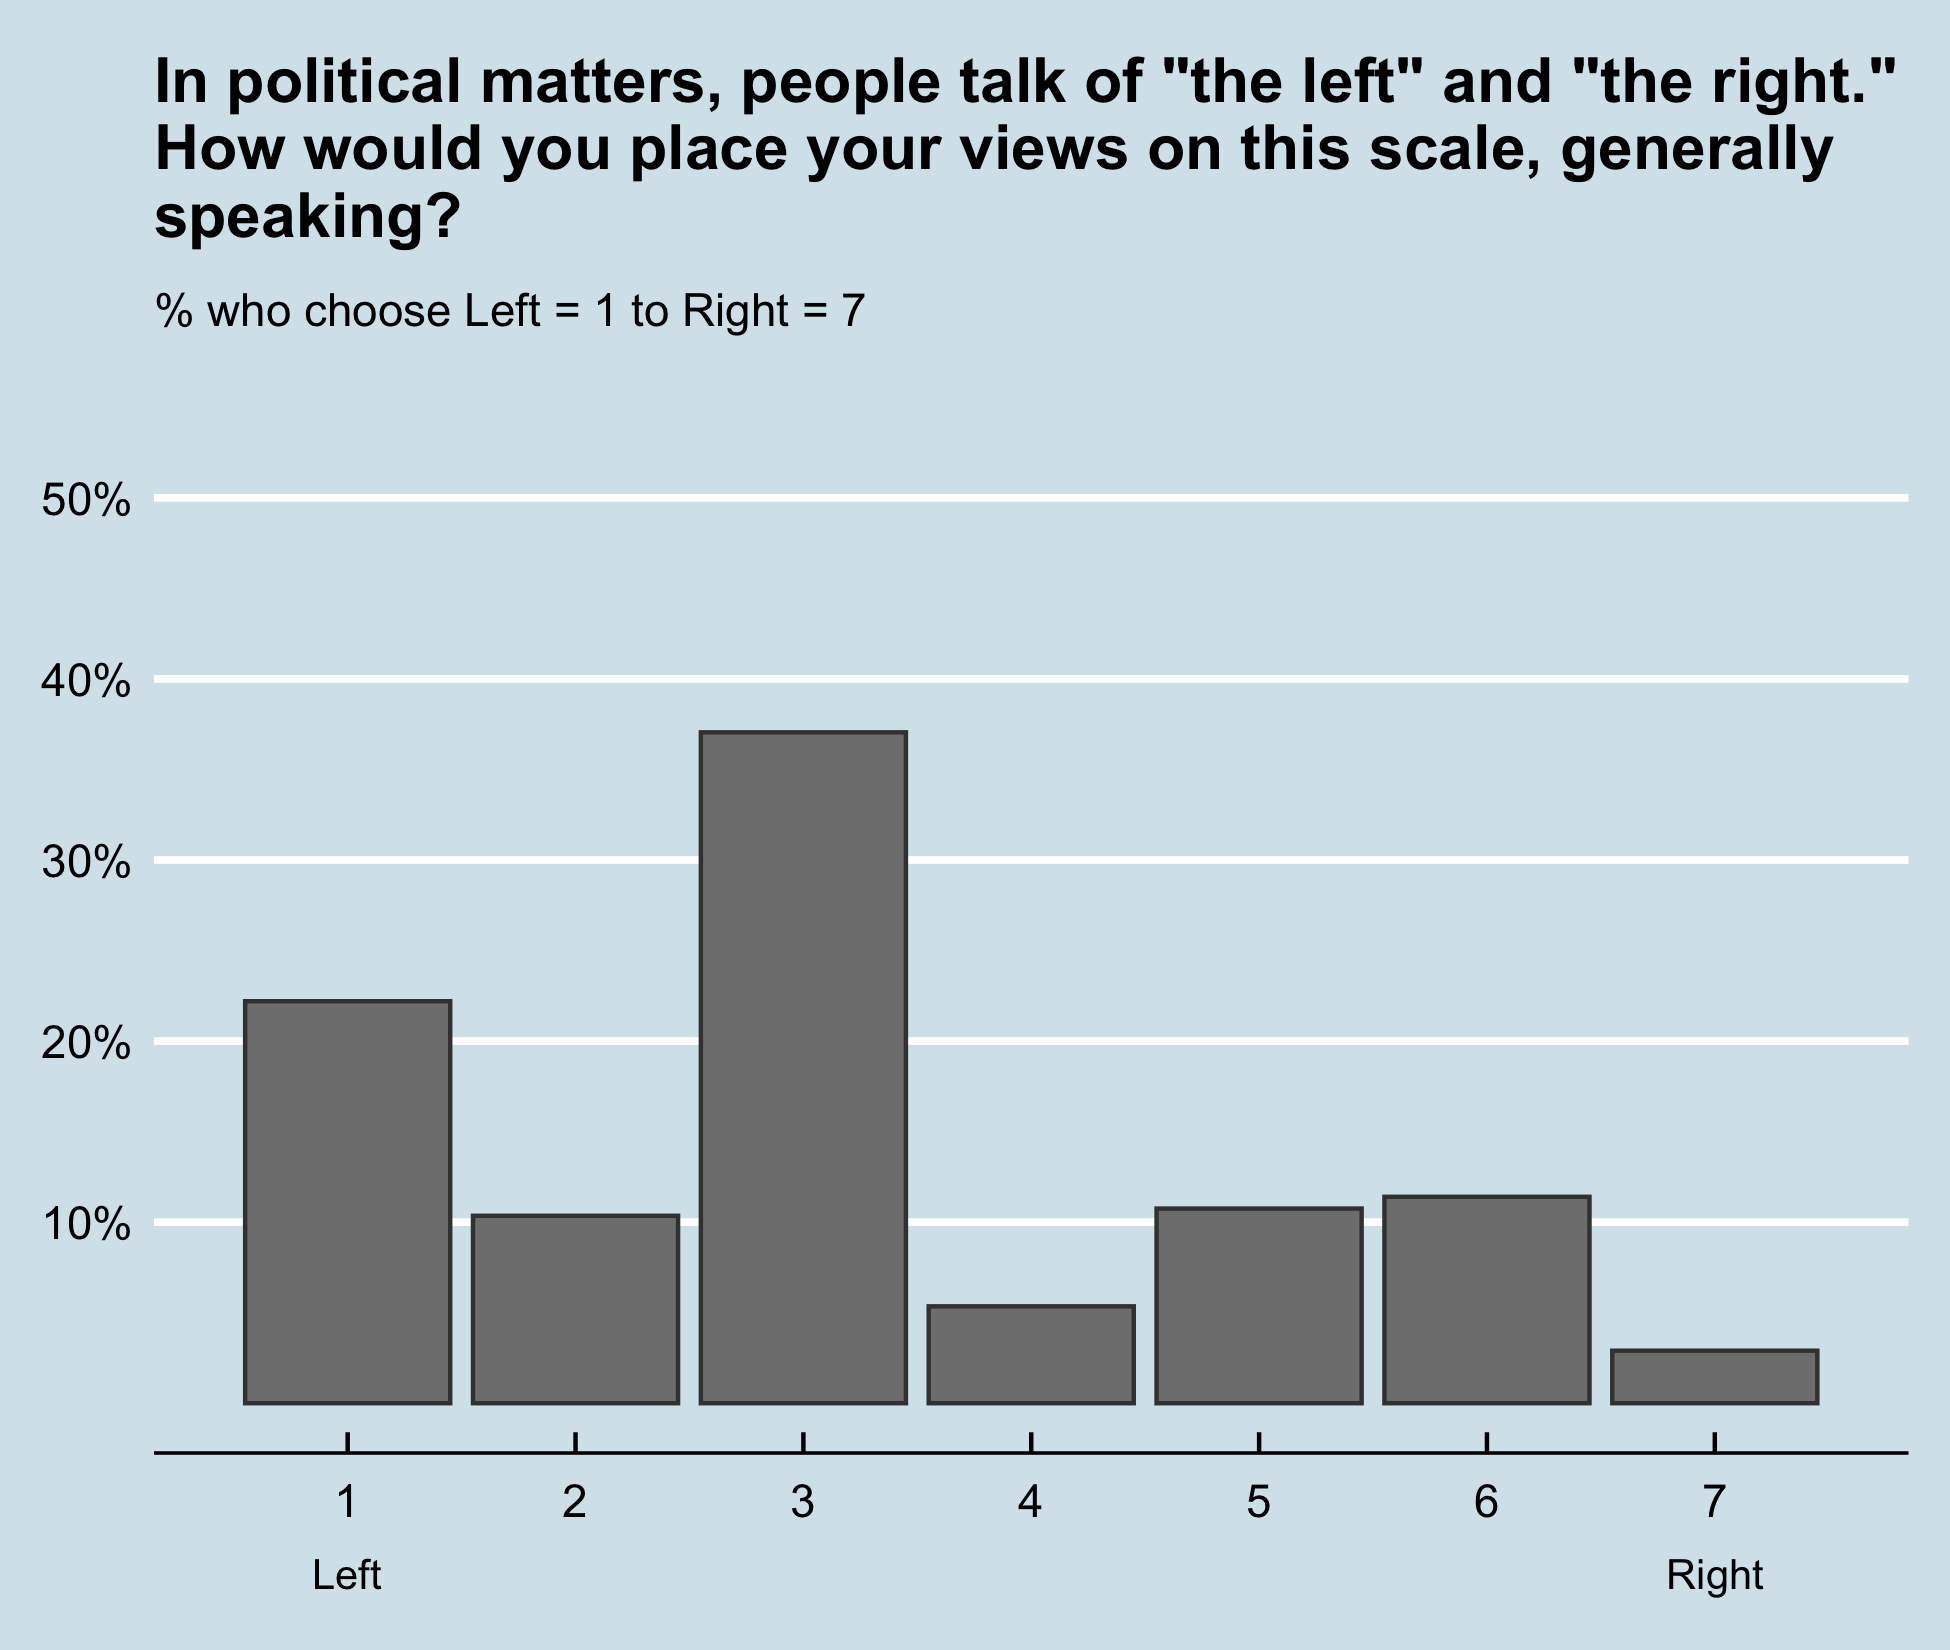 In political matters, people talk of "the left" and "the right."
How would you place your views on this scale, generally
speaking?
% who choose Left = 1 to Right = 7
50%
40%
30%
20%
10%
1 2 3 4 5 6 7
Left Right